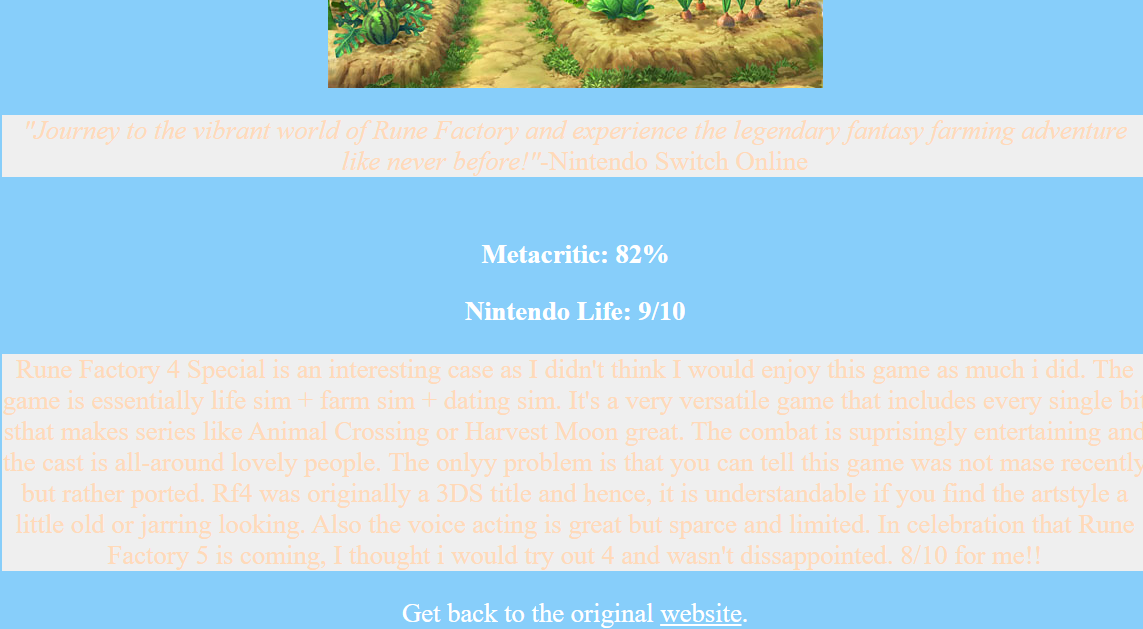 "Journey to the vibrant world of Rune Factory and experience the legendary fantasy farming adventure
like never before!"-Nintendo Switch Online
Metacritic: 82%
Nintendo Life: 9/10
Rune Factory 4 Special is an interesting case as I didn't think I would enjoy this game as much i did. The
game is essentially life sim + farm sim + dating sim. It's a very versatile game that includes every single bit
sthat makes series like Animal Crossing or Harvest Moon great. The combat is suprisingly entertaining and
the cast is all-around lovely people. The onlyy problem is that you can tell this game was not mase recently
but rather ported. Rf4 was originally a 3DS title and hence, it is understandable if you find the artstyle a
little old or jarring looking. Also the voice acting is great but sparce and limited. In celebration that Rune
Factory 5 is coming, I thought i would try out 4 and wasn't dissappointed. 8/10 for me!!
Get back to the original website.